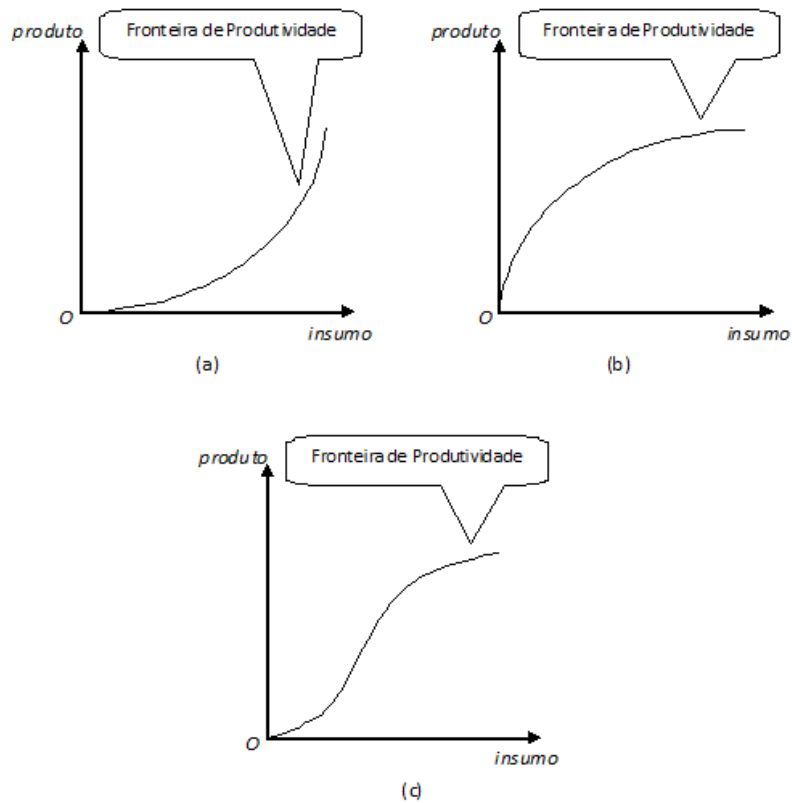 produto
Fronteira de Produtividade
O
insumo
(a)
produto
Fronteira de Produtividade
O
insumo
(b)
produto
Fronteira de Produtividade
O
insumo
(c)